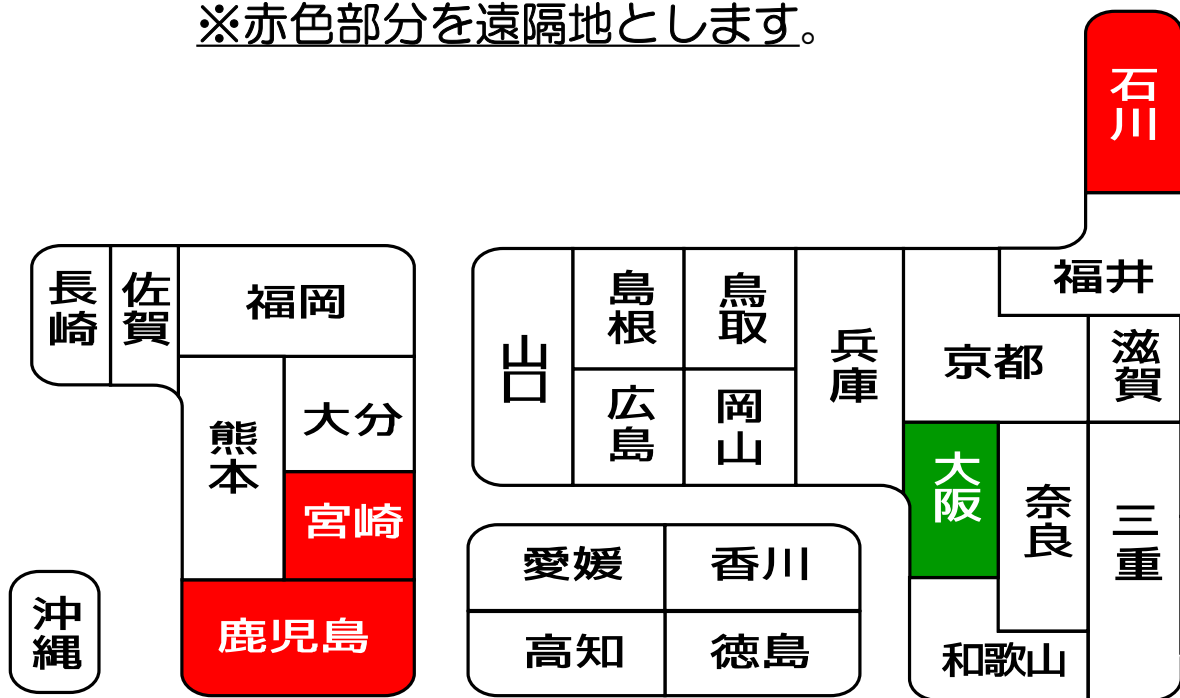 ※赤色部分を遠隔地とします。
石川
長崎
佐賀
福岡
熊本
大分
宮崎
鹿児島
沖縄
山口
島根
鳥取
広島
岡山
兵庫
京都
福井
滋賀
大阪
奈良
三重
和歌山
愛媛
香川
高知
徳島